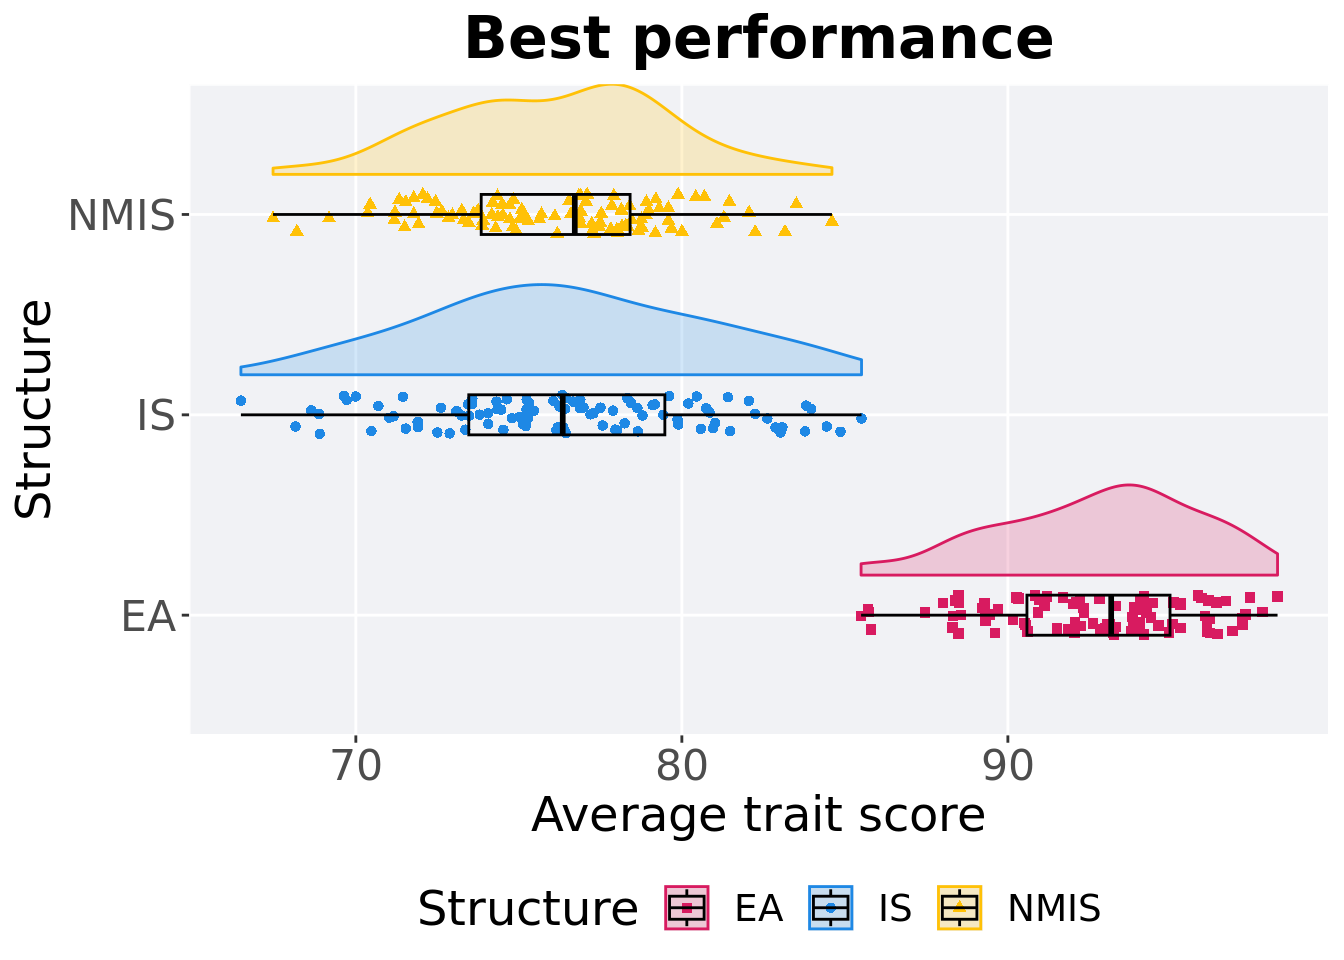 Best performance
NMIS
IS
EA
Structure
70 80 90
Average trait score
Structure EA IS NMIS